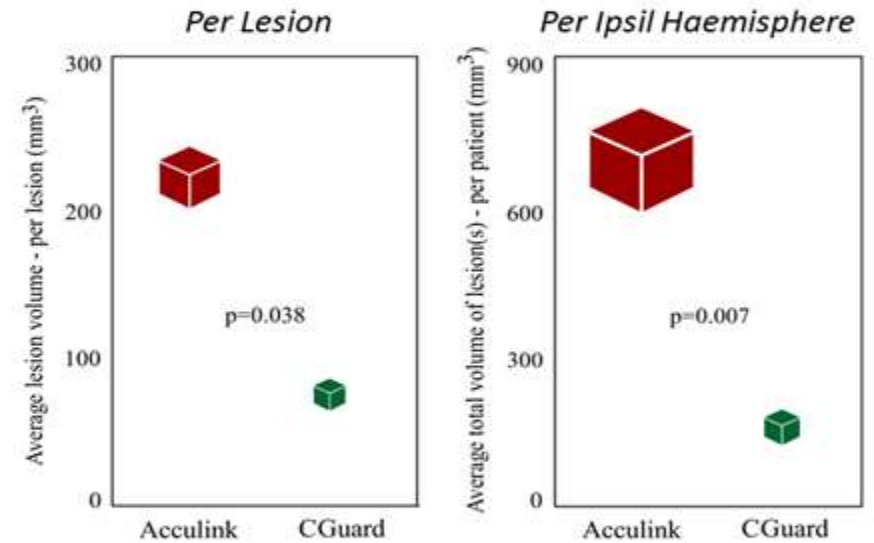 Per Lesion
Average lesion volume - per lesion (mm³)
300
200
100
0
p=0.038
Acculink CGuard
Per Ipsil Haemisphere
Average total volume of lesion(s) - per patient (mm³)
900
600
300
0
p=0.007
Acculink CGuard